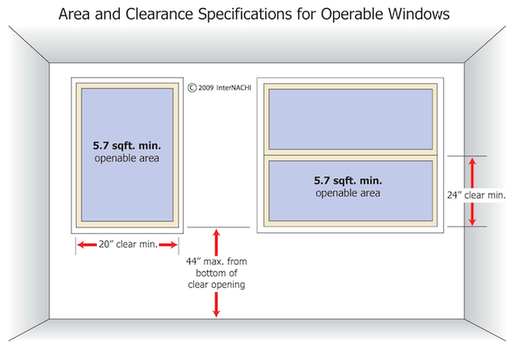 Area and Clearance Specifications for Operable Windows
© 2009 InterNACHI
5.7 sqft. min.
openable area
5.7 sqft. min.
openable area
24” clear min.
20” clear min.
44” max. from
bottom of
clear opening